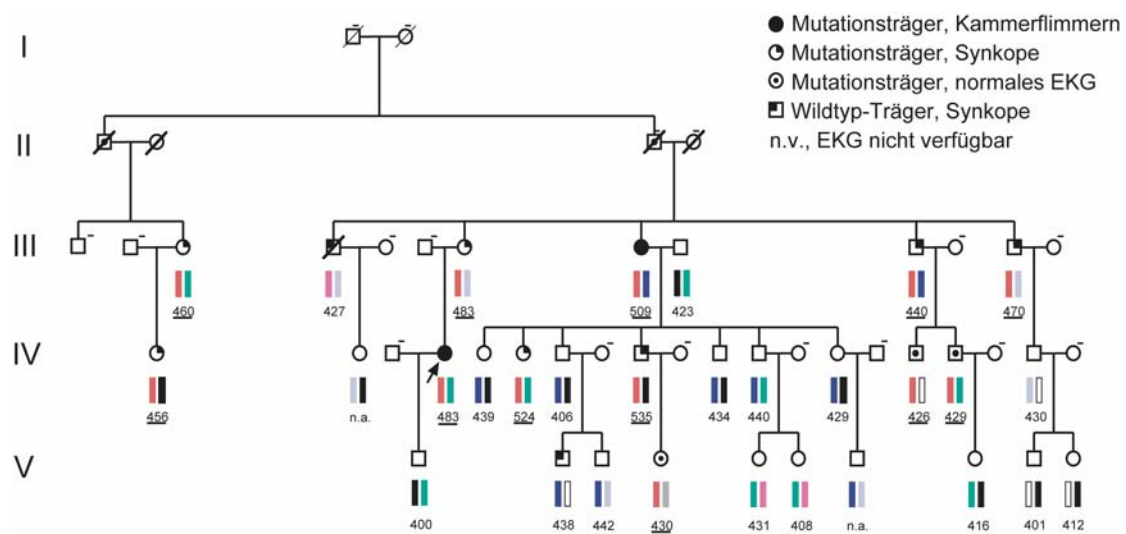 I
Mutationsträger, Kammerflimmern
Mutationsträger, Synkope
Mutationsträger, normales EKG
Wildtyp-Träger, Synkope
n.v., EKG nicht verfügbar
II
III
460 427 483 509 423 440 470
IV
456 n.a. 483 439 524 406 535 434 440 429 426 429 430
V
400 438 442 430 431 408 n.a. 416 401 412